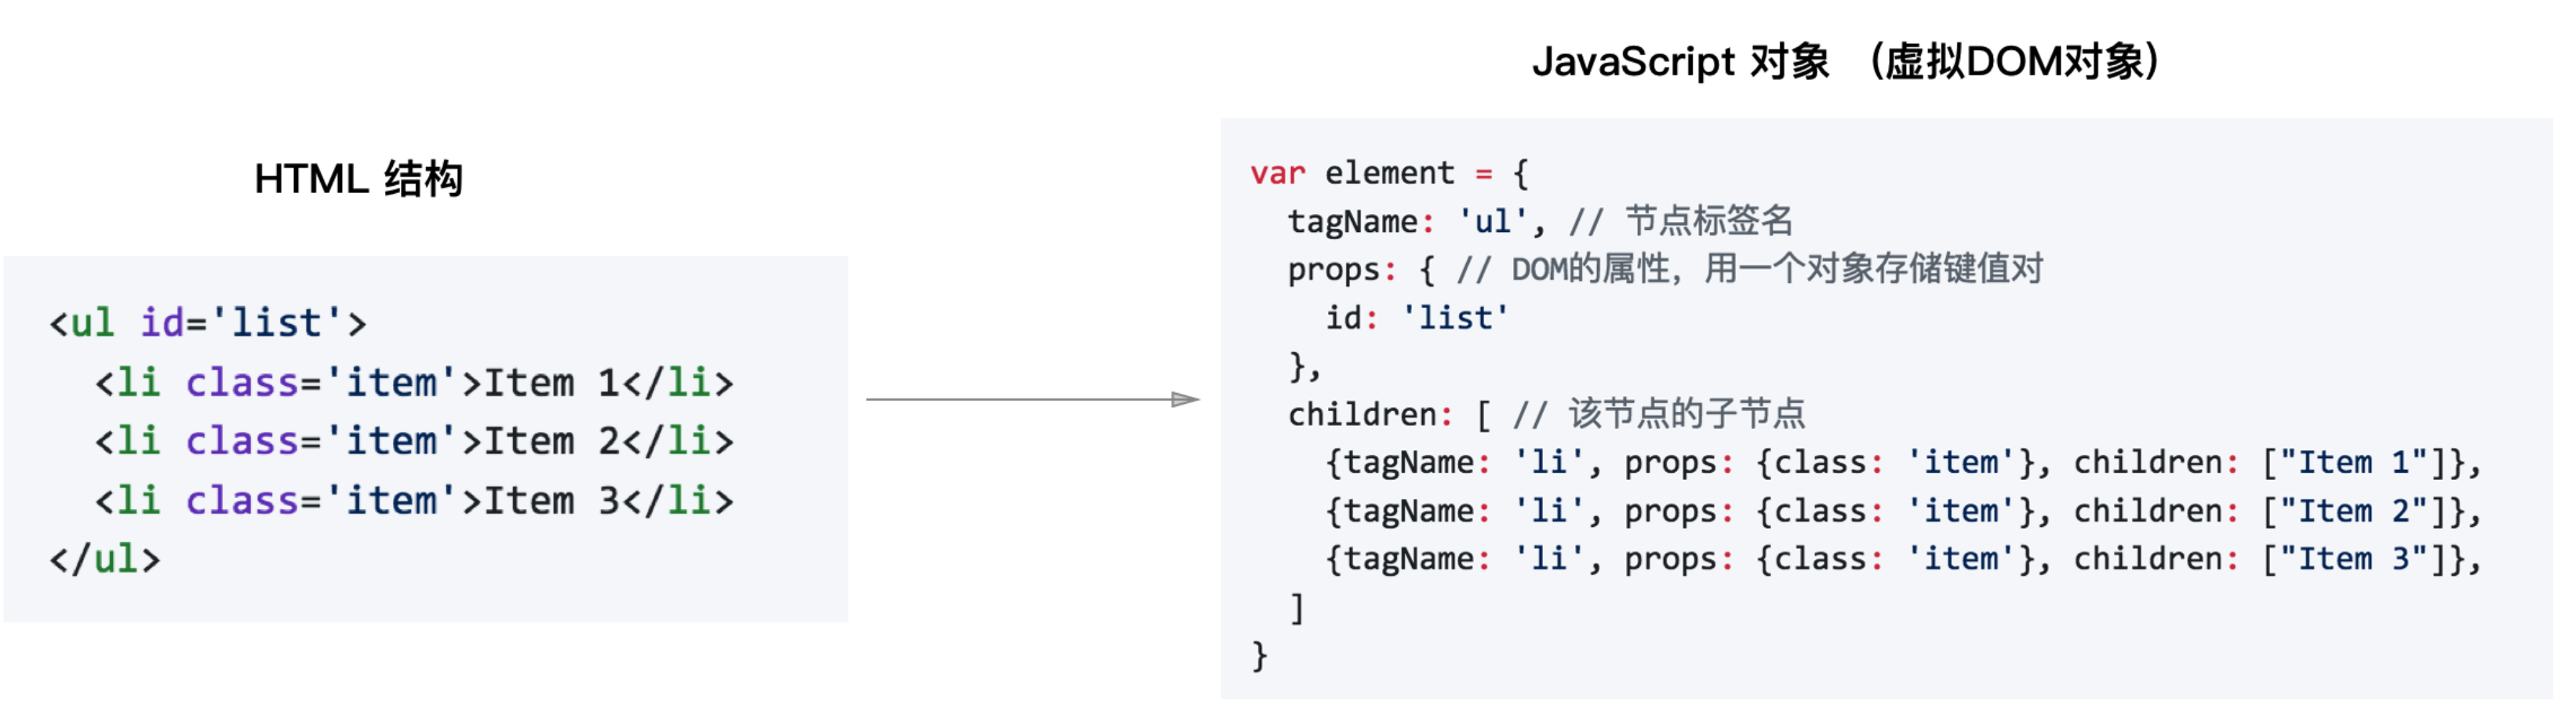 HTML 结构
<ul id='list'>
  <li class='item'>Item 1</li>
  <li class='item'>Item 2</li>
  <li class='item'>Item 3</li>
</ul>
JavaScript 对象 （虚拟DOM对象）
var element = {
  tagName: 'ul', // 节点标签名
  props: { // DOM的属性，用一个对象存储键值对
    id: 'list'
  },
  children: [ // 该节点的子节点
    {tagName: 'li', props: {class: 'item'}, children: ["Item 1"]},
    {tagName: 'li', props: {class: 'item'}, children: ["Item 2"]},
    {tagName: 'li', props: {class: 'item'}, children: ["Item 3"]},
  ]
}